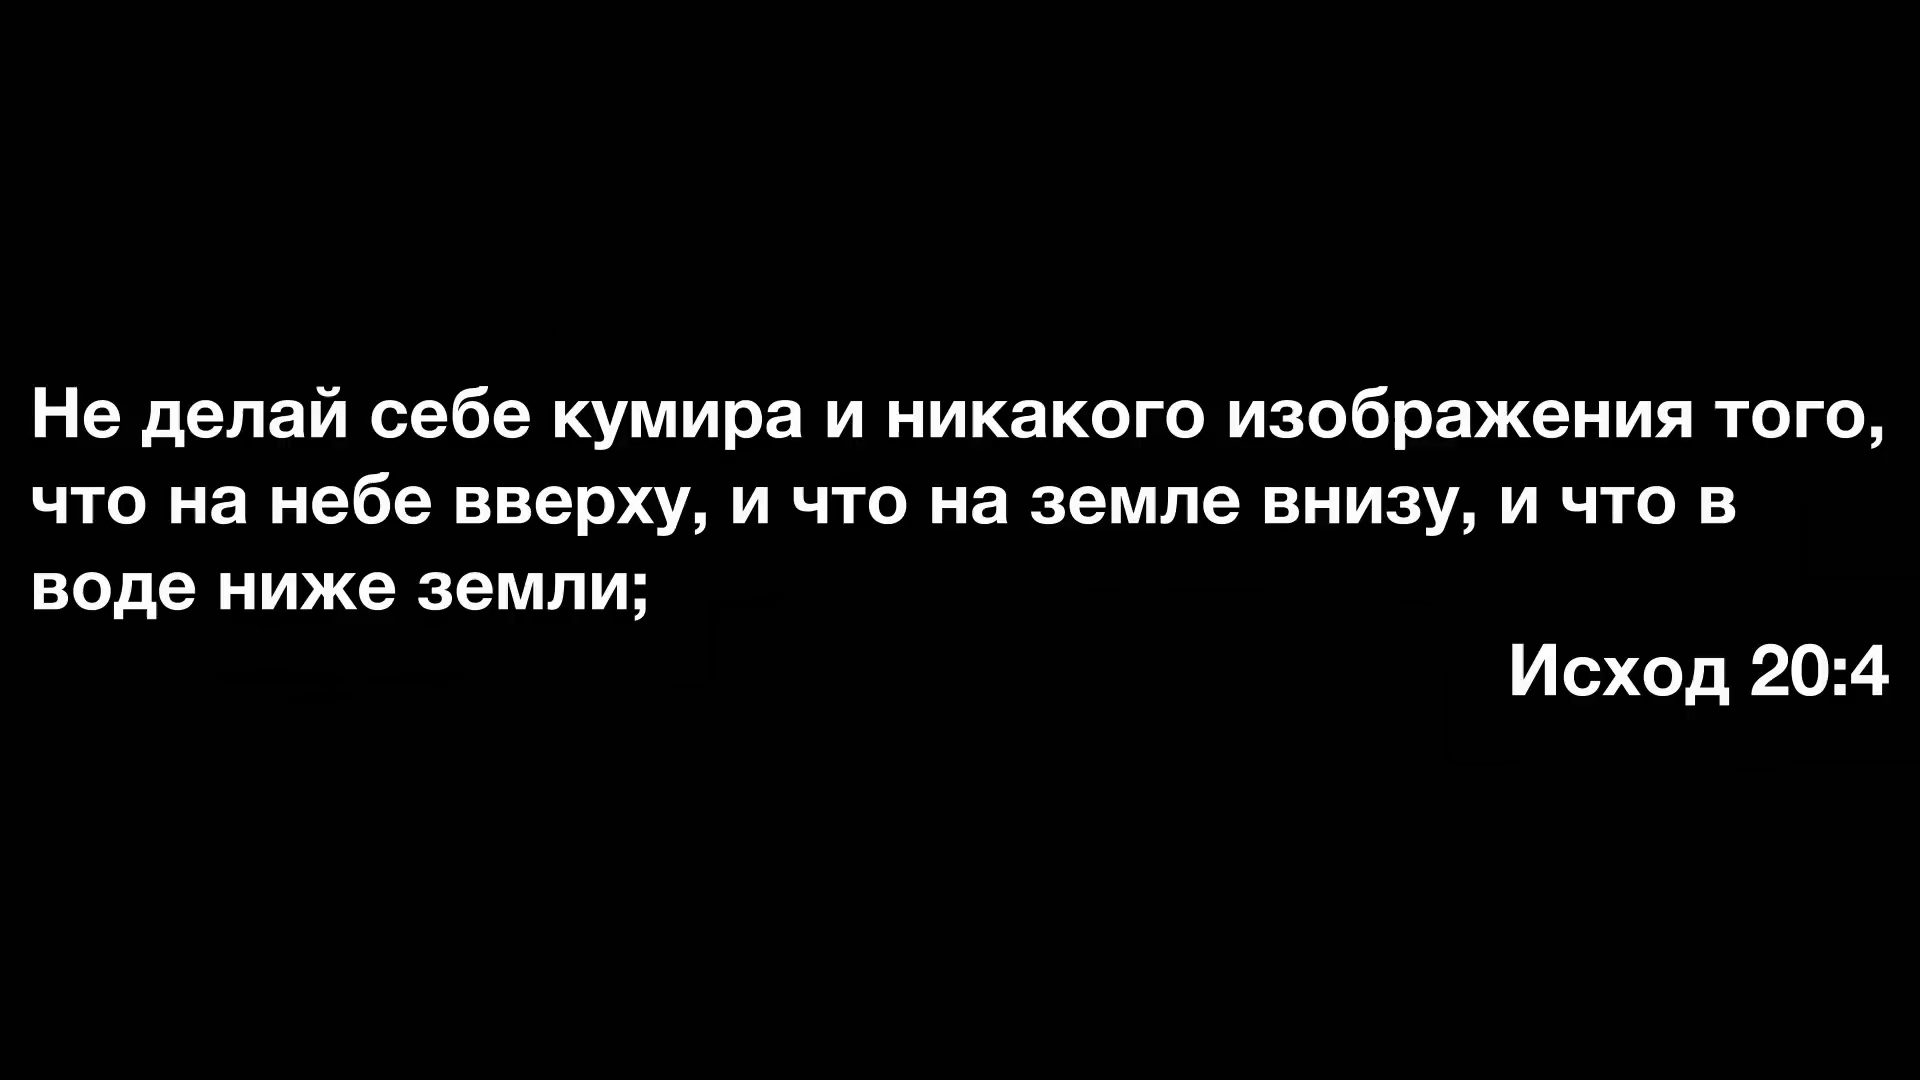 Не делай себе кумира и никакого изображения того,
что на небе вверху, и что на земле внизу, и что в
воде ниже земли;
Исход 20:4